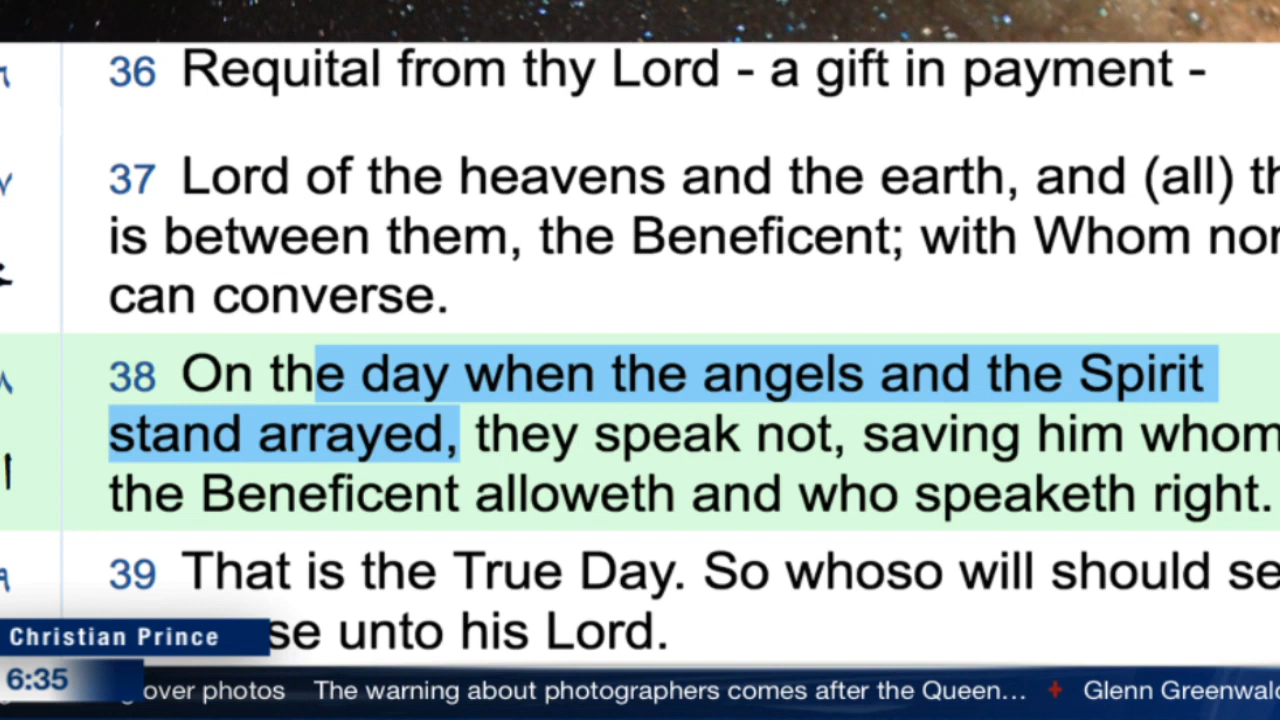 36 Requital from thy Lord - a gift in payment -
37 Lord of the heavens and the earth, and (all) th
is between them, the Beneficent; with Whom non
can converse.
38 On the day when the angels and the Spirit
stand arrayed, they speak not, saving him whom
the Beneficent alloweth and who speaketh right.
39 That is the True Day. So whoso will should se
se unto his Lord.
Christian Prince
6:35
over photos The warning about photographers comes after the Queen... Glenn Greenwald